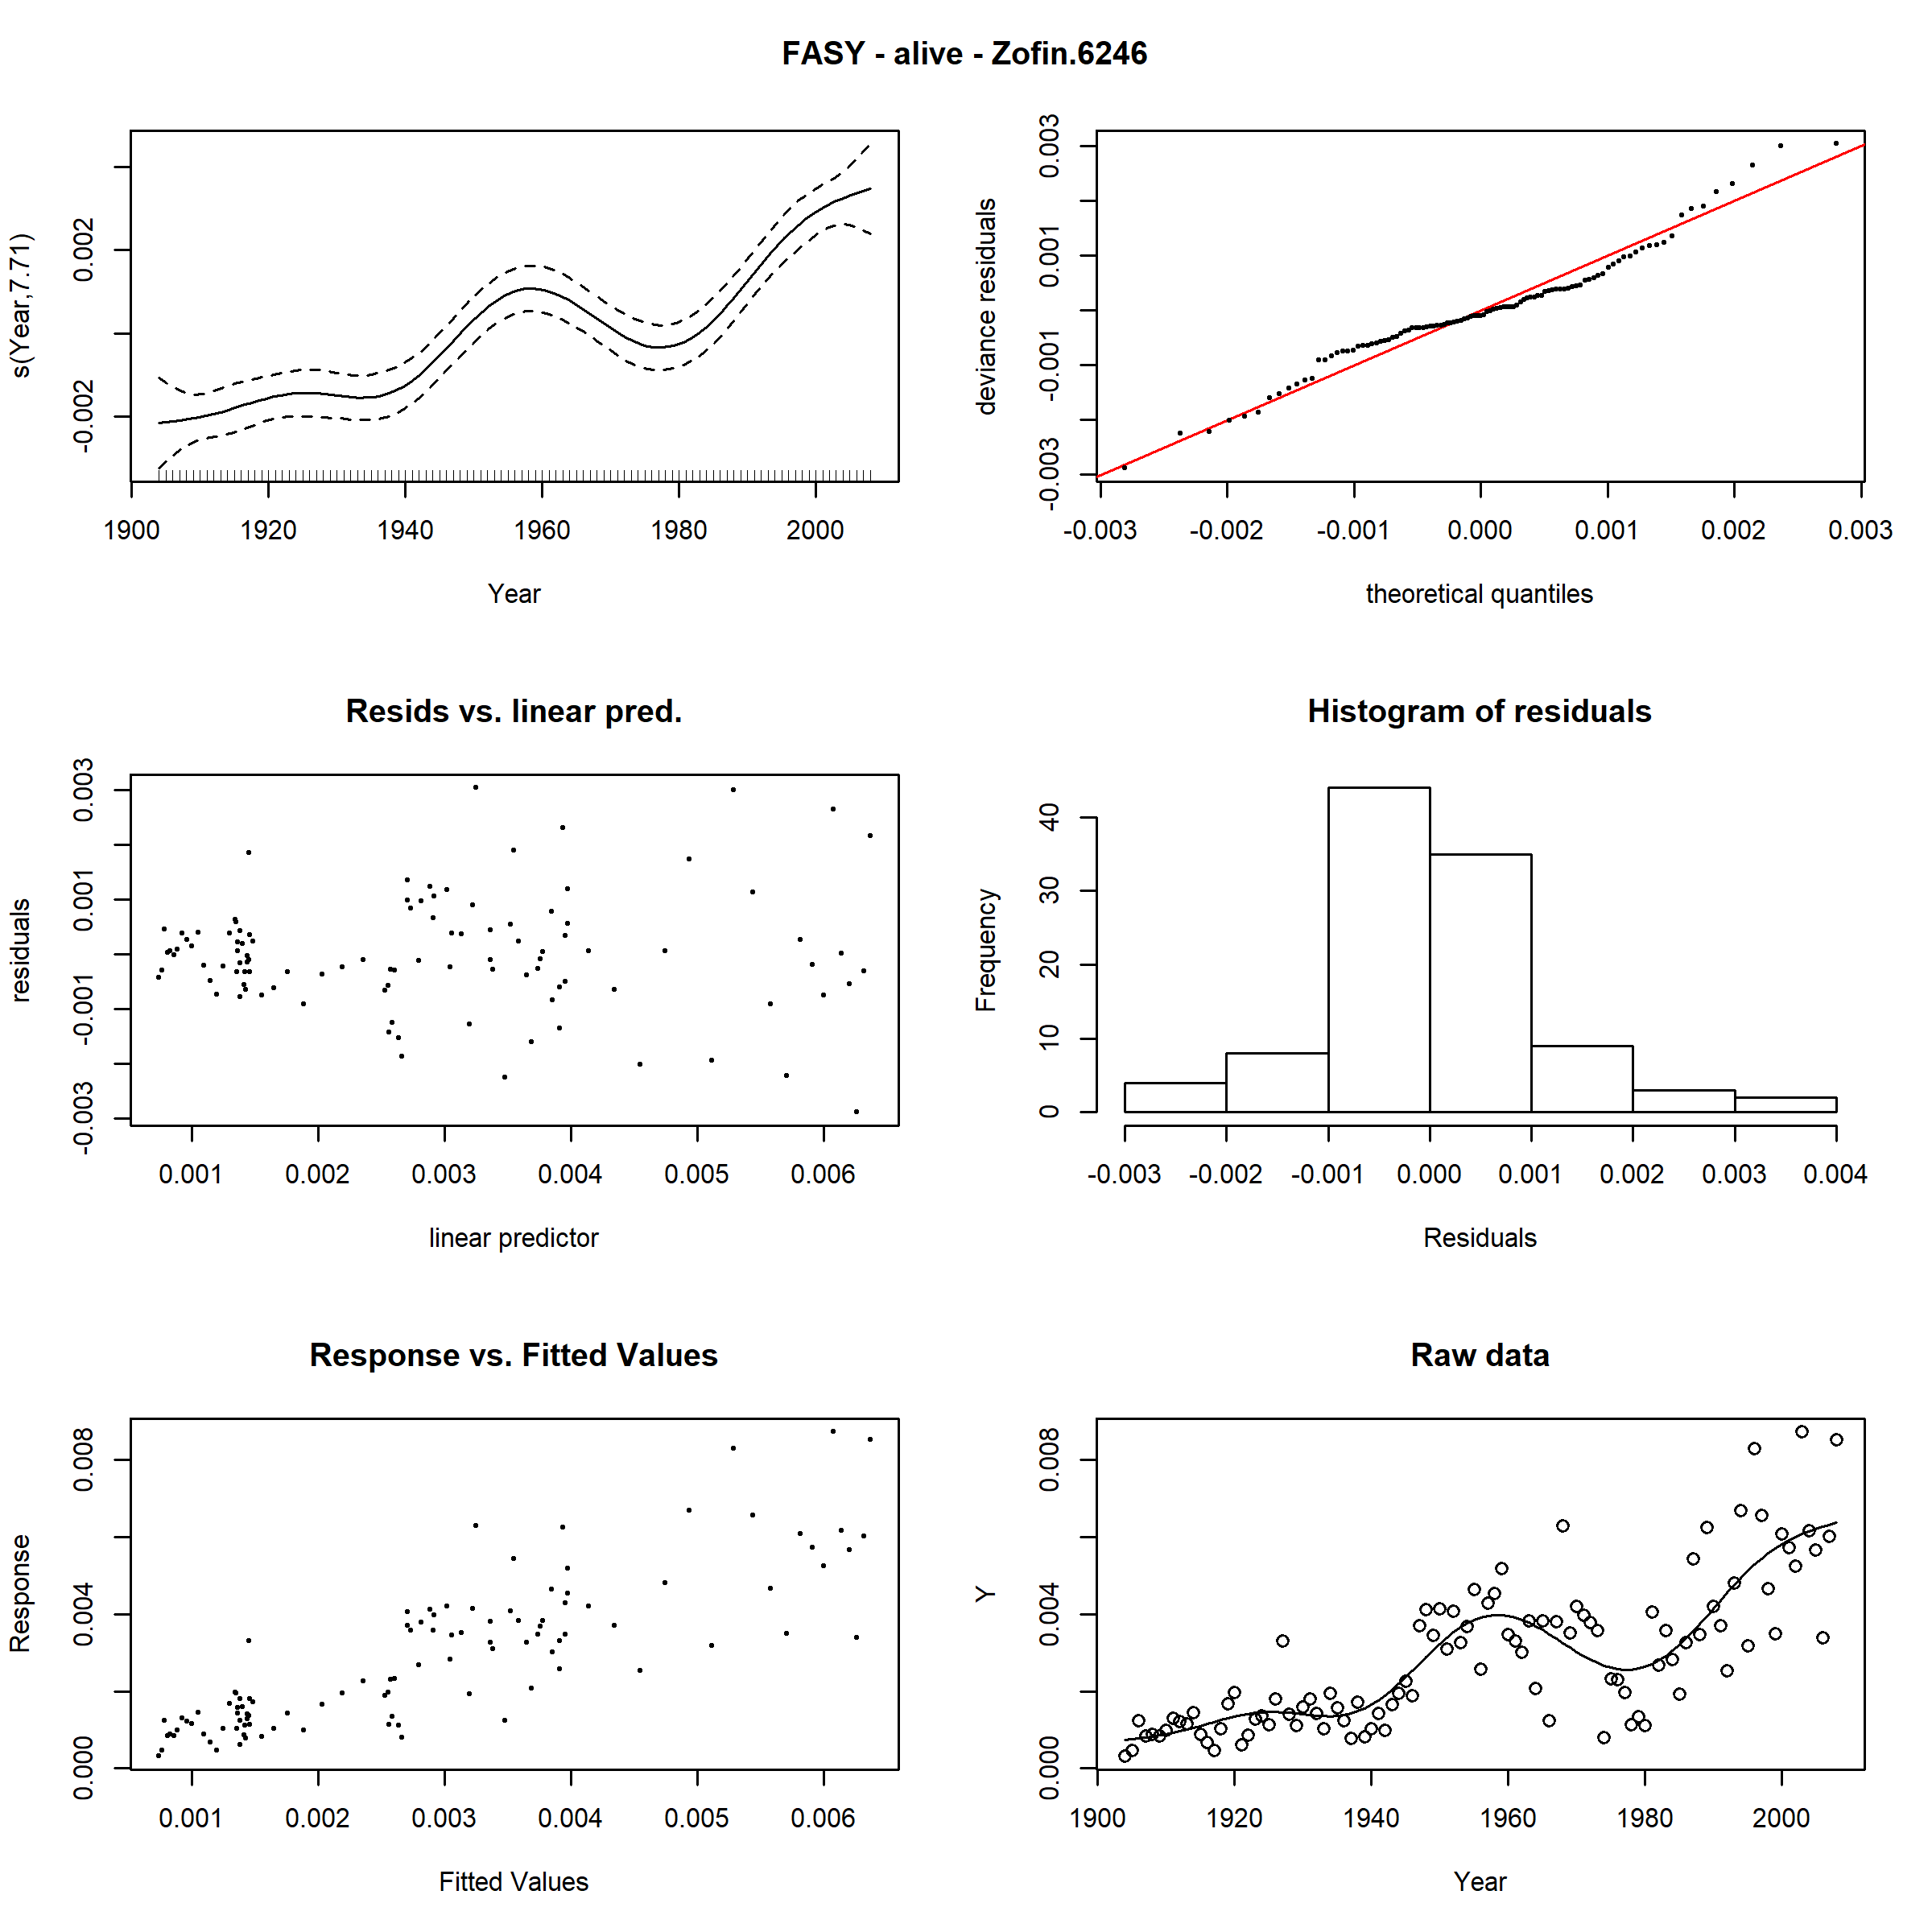 FASY - alive - Zofin.6246
s(Year,7.71)
-0.002 0.002
1900 1920 1940 1960 1980 2000
Year
deviance residuals
-0.003 -0.001 0.001 0.003
-0.003 -0.002 -0.001 0.000 0.001 0.002 0.003
theoretical quantiles
Resids vs. linear pred.
residuals
-0.003 -0.001 0.001 0.003
0.001 0.002 0.003 0.004 0.005 0.006
linear predictor
Histogram of residuals
Frequency
0 10 20 30 40
-0.003 -0.002 -0.001 0.000 0.001 0.002 0.003 0.004
Residuals
Response vs. Fitted Values
Response
0.000 0.004 0.008
0.001 0.002 0.003 0.004 0.005 0.006
Fitted Values
Raw data
Y
0.000 0.004 0.008
1900 1920 1940 1960 1980 2000
Year